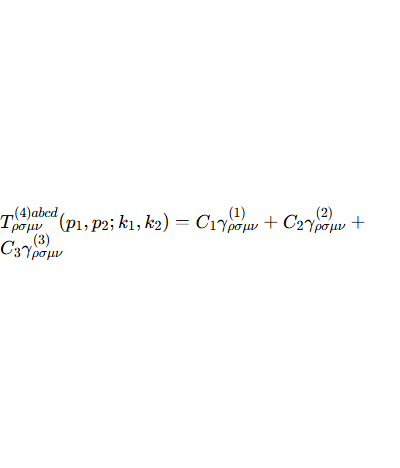 $T^{(4)abcd}_{\rho\sigma\mu\nu}(p_1, p_2; k_1, k_2) = C_1\gamma^{(1)}_{\rho\sigma\mu\nu} + C_2\gamma^{(2)}_{\rho\sigma\mu\nu} +$
$C_3\gamma^{(3)}_{\rho\sigma\mu\nu}$